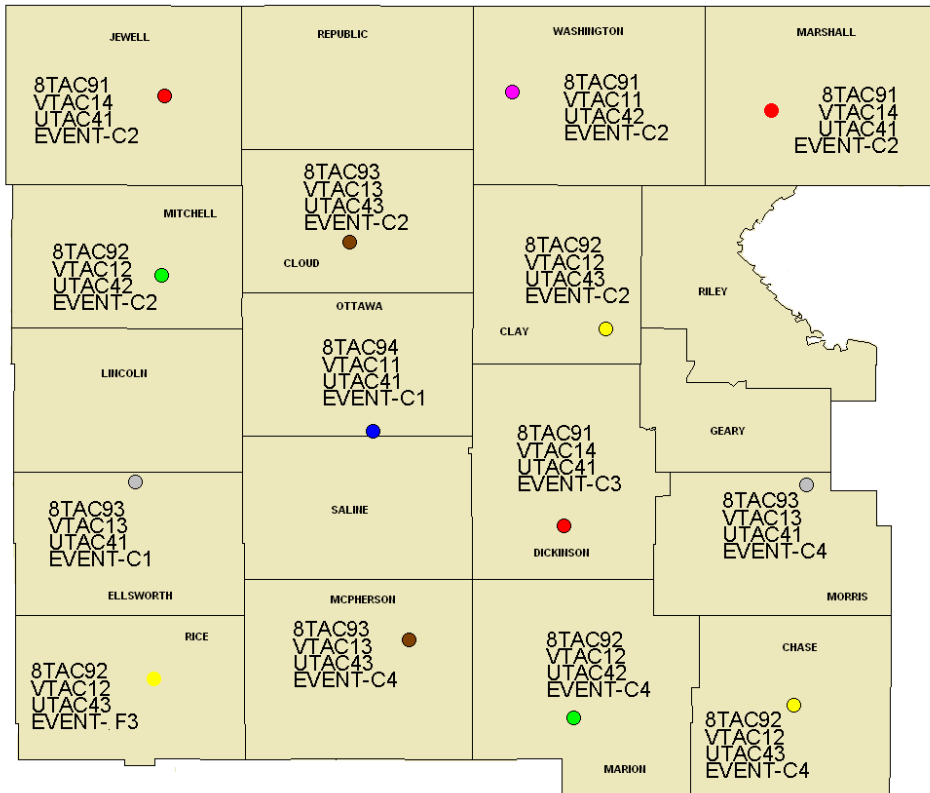 JEWELL
8TAC91
VTAC14
UTAC41
EVENT-C2
REPUBLIC
WASHINGTON
8TAC91
VTAC11
UTAC42
EVENT-C2
MARSHALL
8TAC91
VTAC14
UTAC41
EVENT-C2
MITCHELL
8TAC92
VTAC12
UTAC42
EVENT-C2
8TAC93
VTAC13
UTAC43
EVENT-C2
CLOUD
8TAC92
VTAC12
UTAC43
EVENT-C2
CLAY
RILEY
OTTAWA
8TAC94
VTAC11
UTAC41
EVENT-C1
LINCOLN
GEARY
8TAC91
VTAC14
UTAC41
EVENT-C3
DICKINSON
SALINE
8TAC93
VTAC13
UTAC41
EVENT-C1
ELLSWORTH
8TAC93
VTAC13
UTAC41
EVENT-C4
MORRIS
RICE
8TAC92
VTAC12
UTAC43
EVENT- F3
MCPHERSON
8TAC93
VTAC13
UTAC43
EVENT-C4
8TAC92
VTAC12
UTAC42
EVENT-C4
MARION
CHASE
8TAC92
VTAC12
UTAC43
EVENT-C4